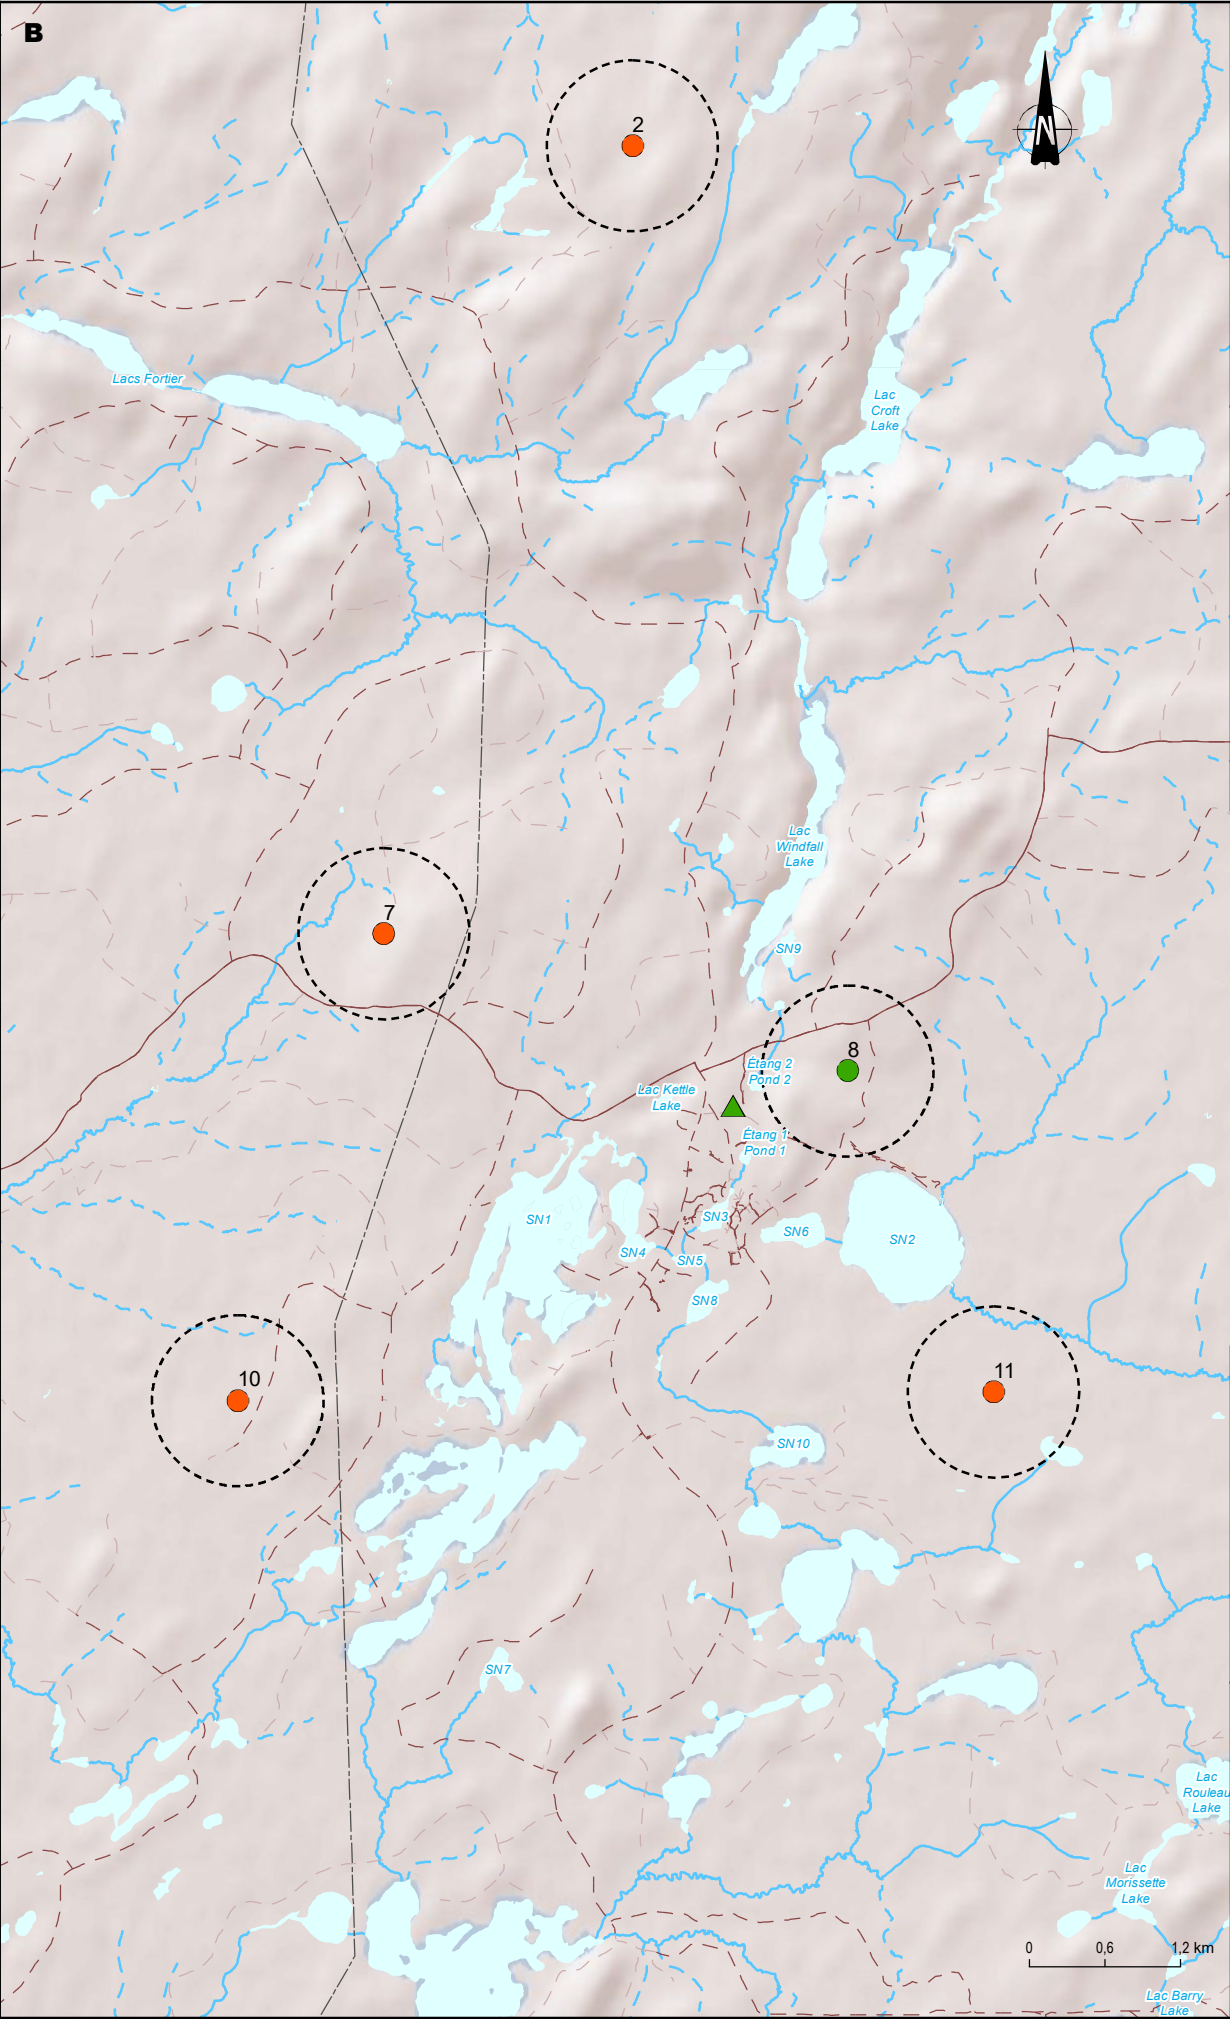 B
2
N
Lacs Fortier
Lac
Croft
Lake
Lac
Windfall
Lake
7
SN9
8
Étang 2
Pond 2
Lac Kettle
Lake
Étang 1
Pond 1
SN1
SN3
SN6
SN2
SN4
SN5
SN8
10
11
SN10
SN7
Lac
Rouleau
Lake
Lac
Morissette
Lake
0 0,6 1,2 km
Lac Barry
Lake